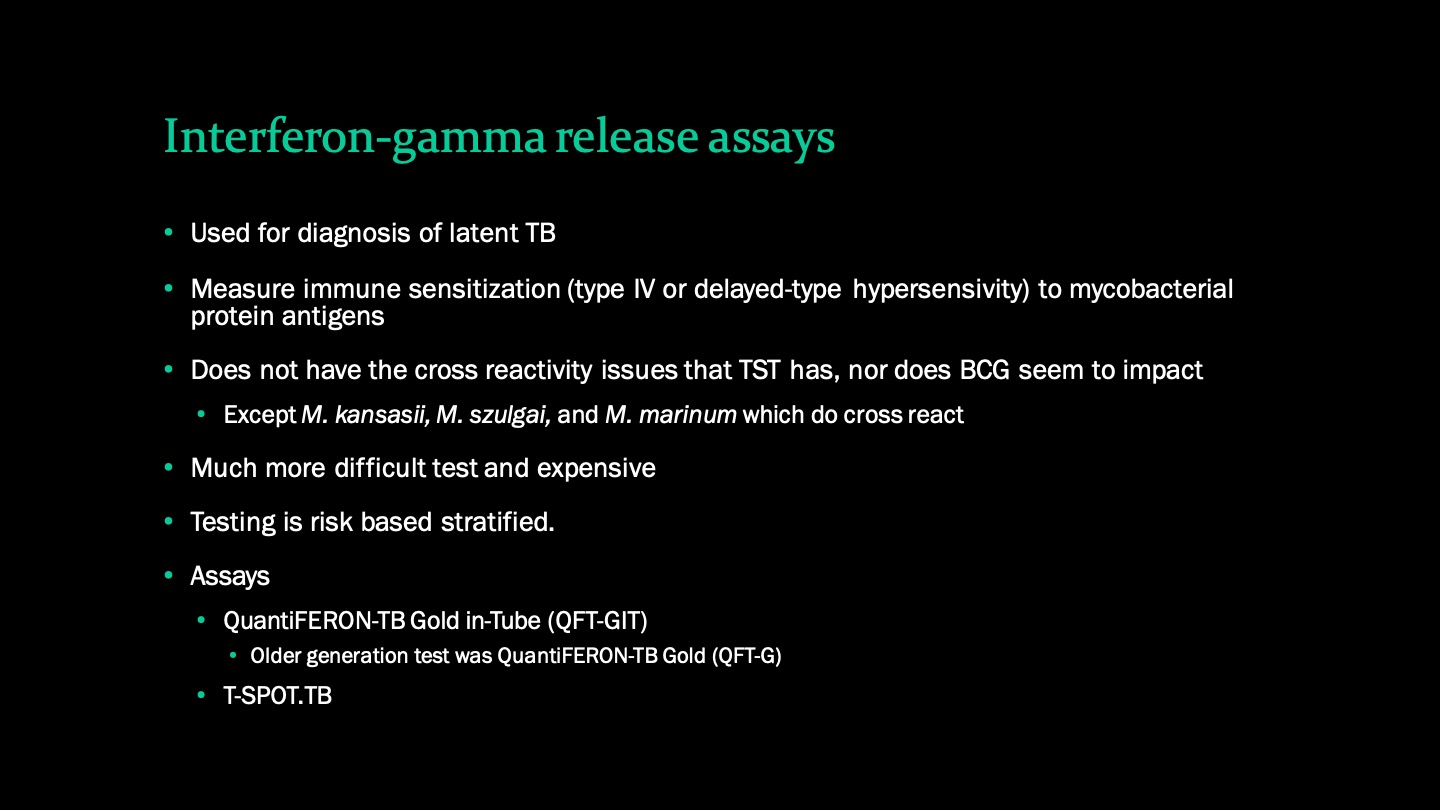 Interferon-gamma release assays
• Used for diagnosis of latent TB
• Measure immune sensitization (type IV or delayed-type hypersensivity) to mycobacterial
protein antigens
• Does not have the cross reactivity issues that TST has, nor does BCG seem to impact
• Except M. kansasii, M. szulgai, and M. marinum which do cross react
• Much more difficult test and expensive
• Testing is risk based stratified.
• Assays
• QuantiFERON-TB Gold in-Tube (QFT-GIT)
• Older generation test was QuantiFERON-TB Gold (QFT-G)
• T-SPOT.TB